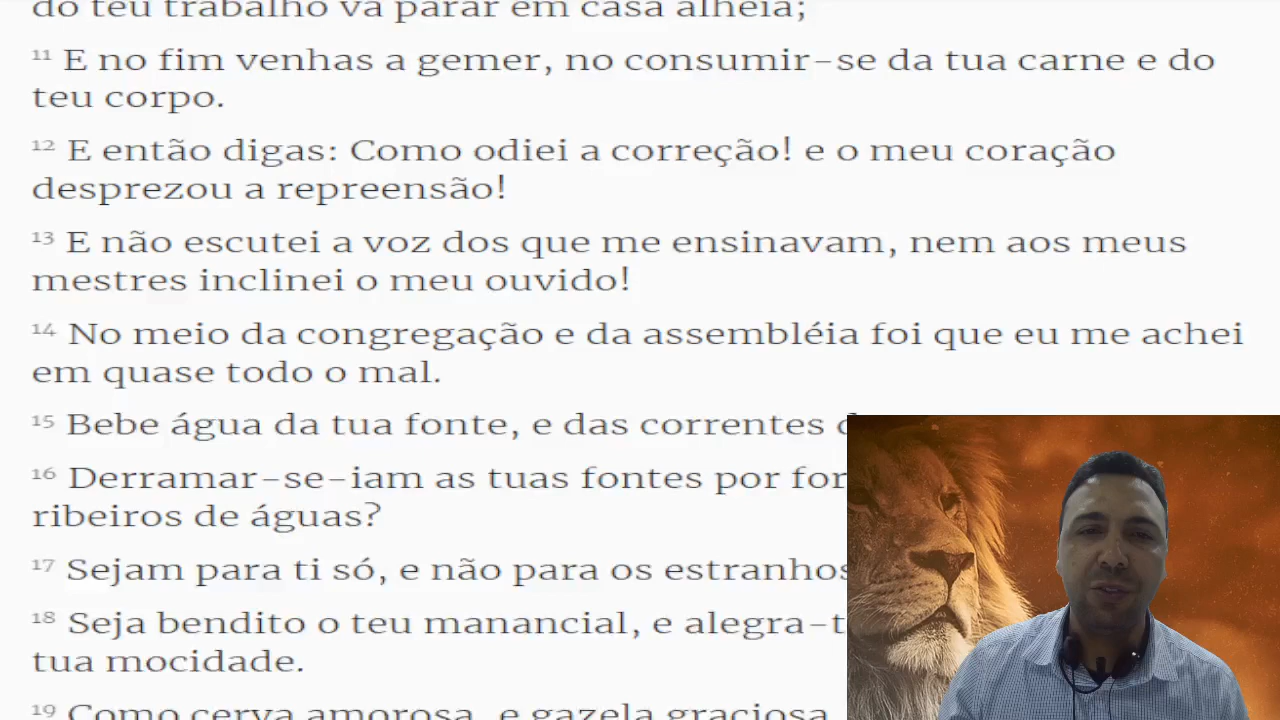 do teu trabalho vá parar em casa alheia;
11 E no fim venhas a gemer, no consumir-se da tua carne e do
teu corpo.
12 E então digas: Como odiei a correção! e o meu coração
desprezou a repreensão!
13 E não escutei a voz dos que me ensinavam, nem aos meus
mestres inclinei o meu ouvido!
14 No meio da congregação e da assembléia foi que eu me achei
em quase todo o mal.
15 Bebe água da tua fonte, e das correntes
16 Derramar-se-iam as tuas fontes por
ribeiros de águas?
17 Sejam para ti só, e não para os estranhos
18 Seja bendito o teu manancial, e alegra-t
tua mocidade.
19 Como cerva amorosa, e gazela graciosa